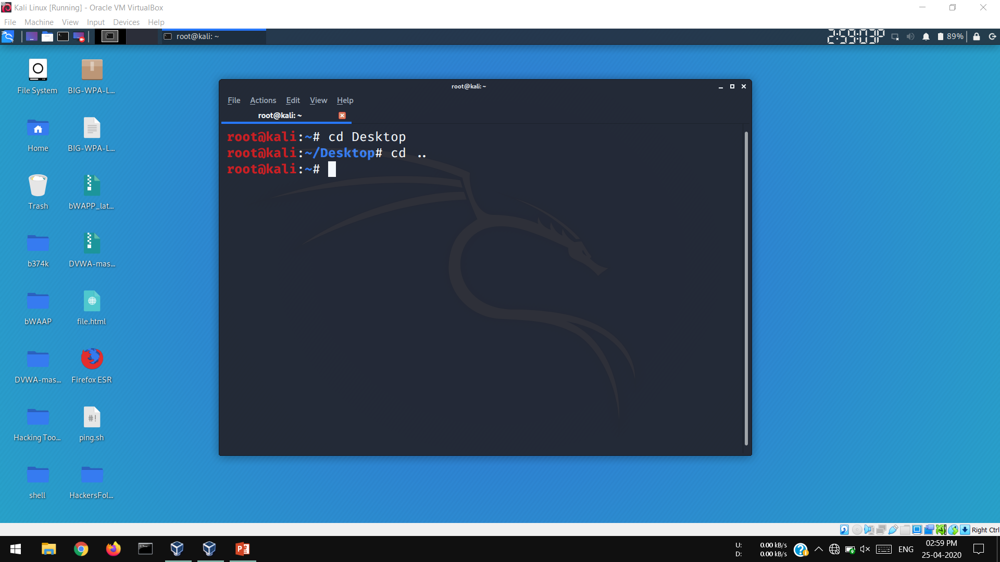 Kali Linux [Running] - Oracle VM VirtualBox
File Machine View Input Devices Help
root@kali: ~
2:59:03P
89%
File System
BIG-WPA-L...
Home
BIG-WPA-L...
Trash
bWAPP_lat...
b374k
DVWA-mas...
bWAAP
file.html
DVWA-mas...
Firefox ESR
Hacking Too...
#!
ping.sh
shell
HackersFol...
root@kali: ~
File Actions Edit View Help
root@kali: ~
root@kali:~# cd Desktop
root@kali:~/Desktop# cd ..
root@kali:~#
Right Ctrl
U: 0.00 kB/s
D: 0.00 kB/s
ENG
02:59 PM
25-04-2020